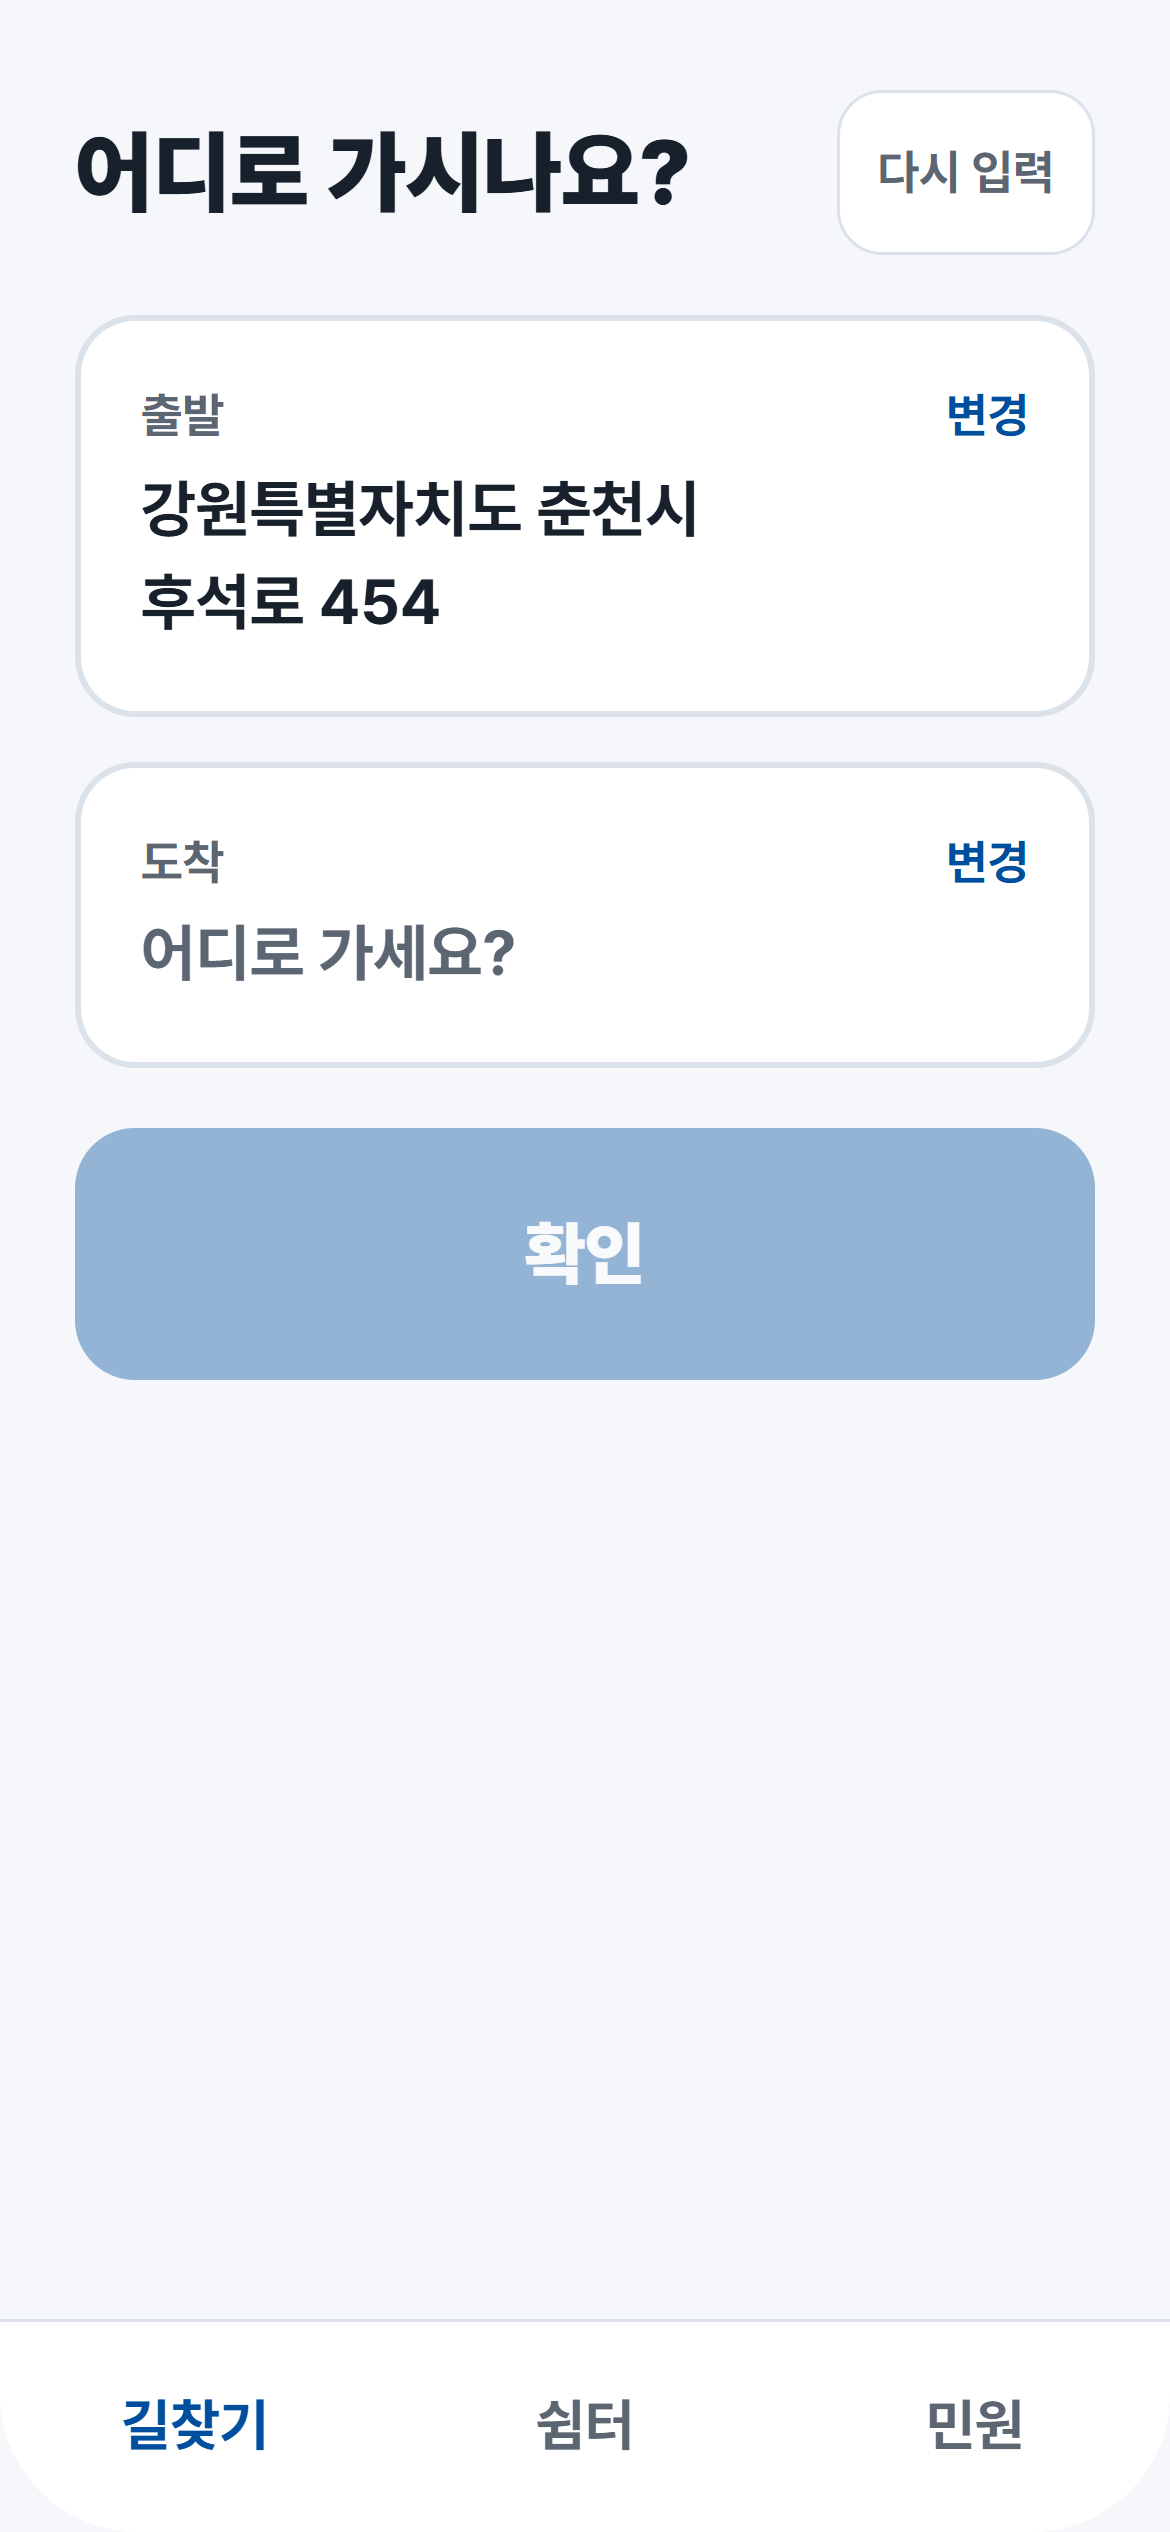 어디로 가시나요?
다시 입력
출발
변경
강원특별자치도 춘천시
후석로 454
도착
변경
어디로 가세요?
확인
길찾기
쉼터
민원